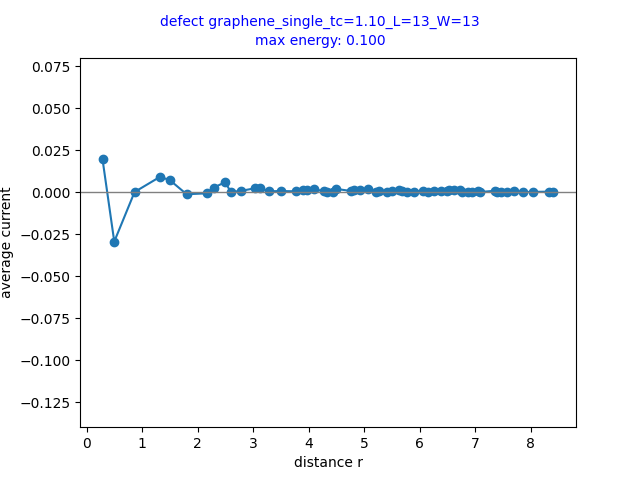 defect graphene_single_tc=1.10_L=13_W=13
max energy: 0.100
0.075
0.050
0.025
0.000
−0.025
−0.050
−0.075
−0.100
−0.125
average current
0 1 2 3 4 5 6 7 8
distance r